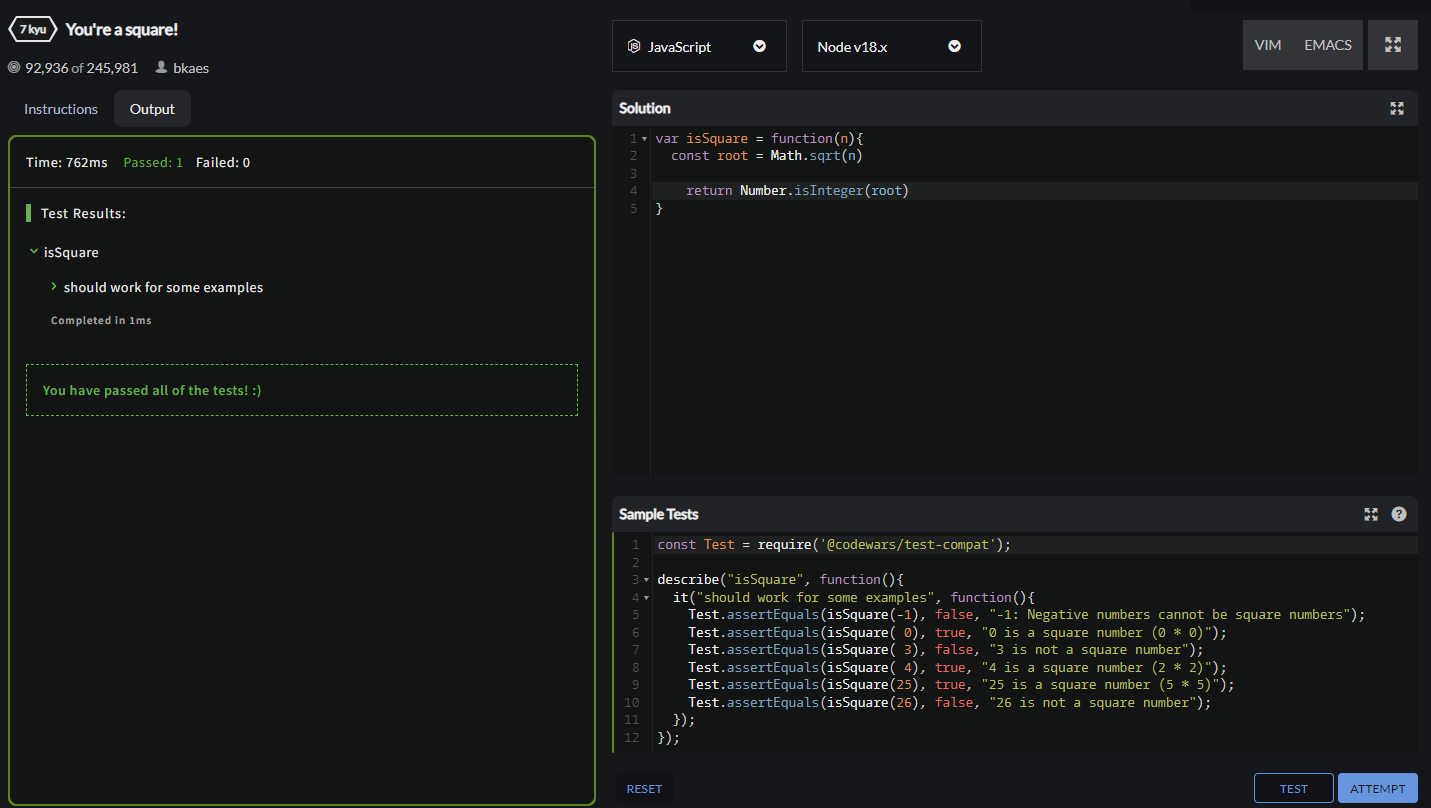 7 kyu You're a square!
92,936 of 245,981 bkaes
Instructions Output
Time: 762ms Passed: 1 Failed: 0
Test Results:
isSquare
should work for some examples
Completed in 1ms
You have passed all of the tests! :)
JS JavaScript Node v18.x VIM EMACS
Solution
1 var isSquare = function(n){
2   const root = Math.sqrt(n)
3
4     return Number.isInteger(root)
5 }
Sample Tests ?
1 const Test = require('@codewars/test-compat');
2
3 describe("isSquare", function(){
4   it("should work for some examples", function(){
5     Test.assertEquals(isSquare(-1), false, "-1: Negative numbers cannot be square numbers");
6     Test.assertEquals(isSquare( 0), true, "0 is a square number (0 * 0)");
7     Test.assertEquals(isSquare( 3), false, "3 is not a square number");
8     Test.assertEquals(isSquare( 4), true, "4 is a square number (2 * 2)");
9     Test.assertEquals(isSquare(25), true, "25 is a square number (5 * 5)");
10     Test.assertEquals(isSquare(26), false, "26 is not a square number");
11   });
12 });
RESET TEST ATTEMPT